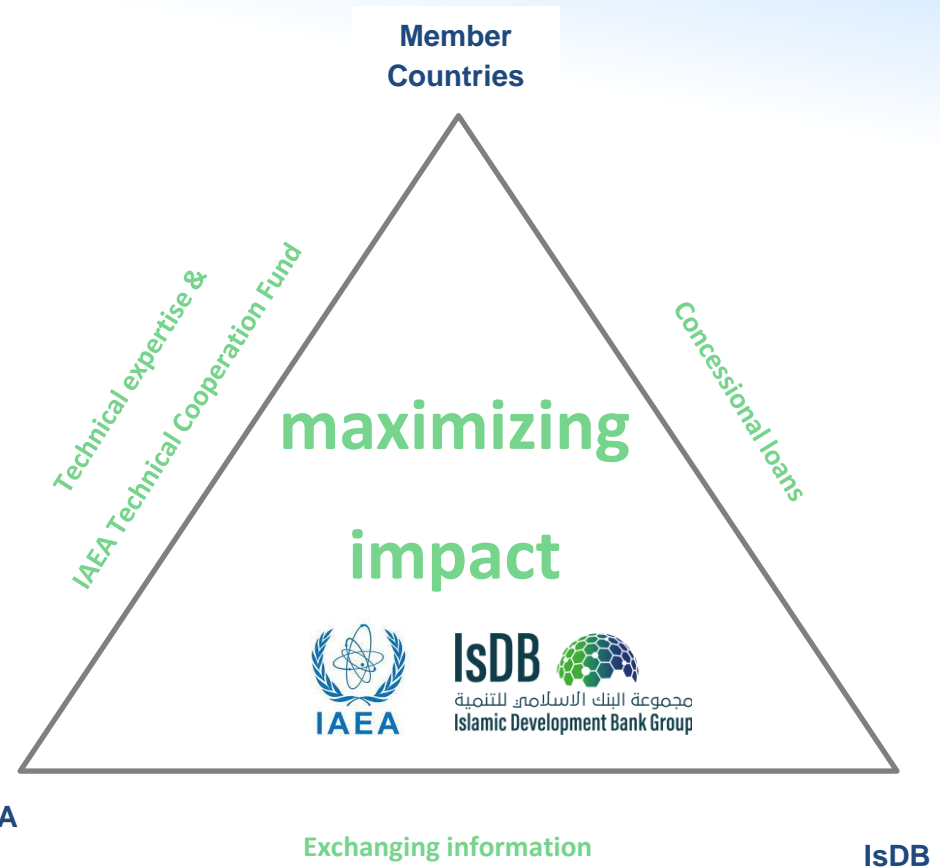 Member
Countries
Technical expertise &
IAEA Technical Cooperation Fund
Concessional loans
maximizing
impact
IAEA
IsDB
مجموعة البنك الاسلامي للتنمية
Islamic Development Bank Group
A
Exchanging information
IsDB